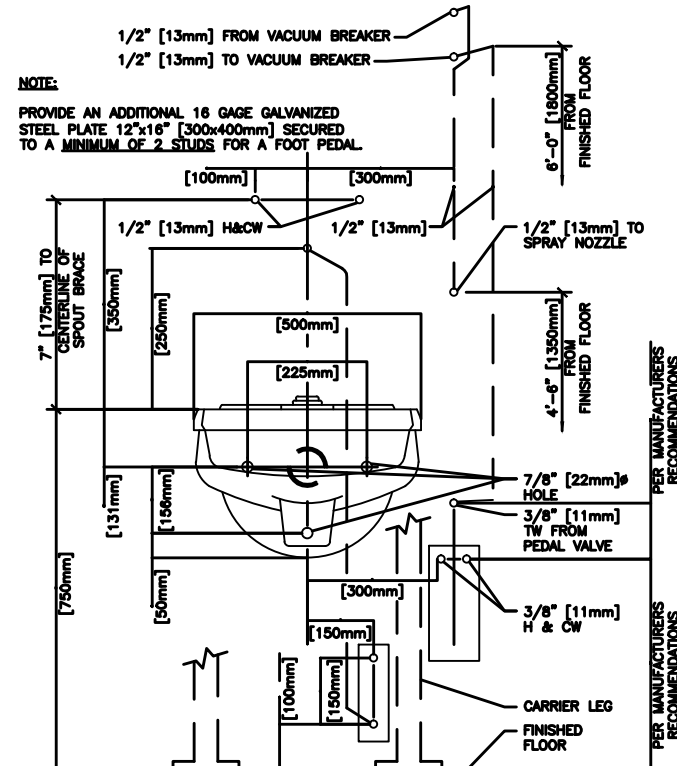 1/2" [13mm] FROM VACUUM BREAKER
1/2" [13mm] TO VACUUM BREAKER
NOTE:
PROVIDE AN ADDITIONAL 16 GAGE GALVANIZED
STEEL PLATE 12"x16" [300x400mm] SECURED
TO A MINIMUM OF 2 STUDS FOR A FOOT PEDAL.
6'-0" [1800mm]
FROM
FINISHED FLOOR
[100mm]
[300mm]
1/2" [13mm] H&CW
1/2" [13mm]
1/2" [13mm] TO
SPRAY NOZZLE
7" [175mm] TO
CENTERLINE OF
SPOUT BRACE
[350mm]
[250mm]
[500mm]
[225mm]
4'-6" [1350mm]
FROM
FINISHED FLOOR
PER MANUFACTURERS
RECOMMENDATIONS
7/8" [22mm]ø
HOLE
3/8" [11mm]
TW FROM
PEDAL VALVE
[131mm]
[156mm]
[750mm]
[50mm]
[300mm]
3/8" [11mm]
H & CW
[150mm]
[100mm]
[150mm]
PER MANUFACTURERS
RECOMMENDATIONS
CARRIER LEG
FINISHED
FLOOR